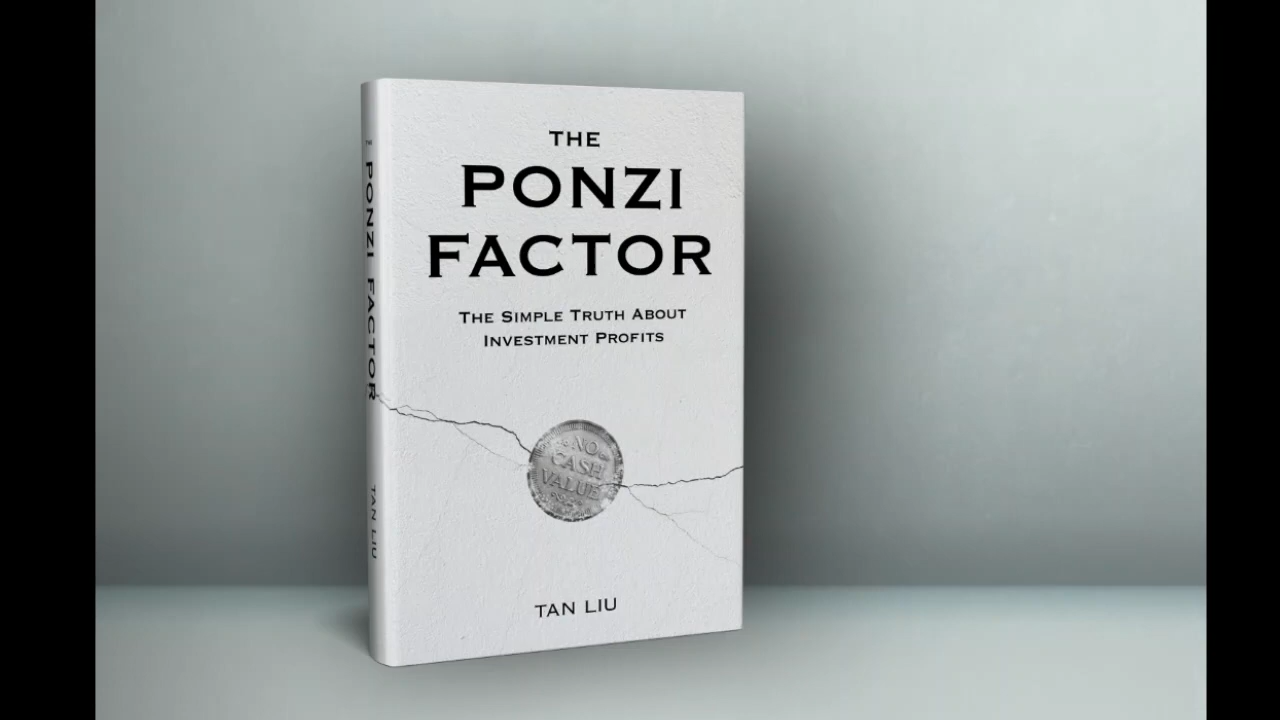 THE
PONZI
FACTOR
THE SIMPLE TRUTH ABOUT
INVESTMENT PROFITS
NO
CASH
VALUE
TAN LIU
THE PONZI FACTOR
TAN LIU